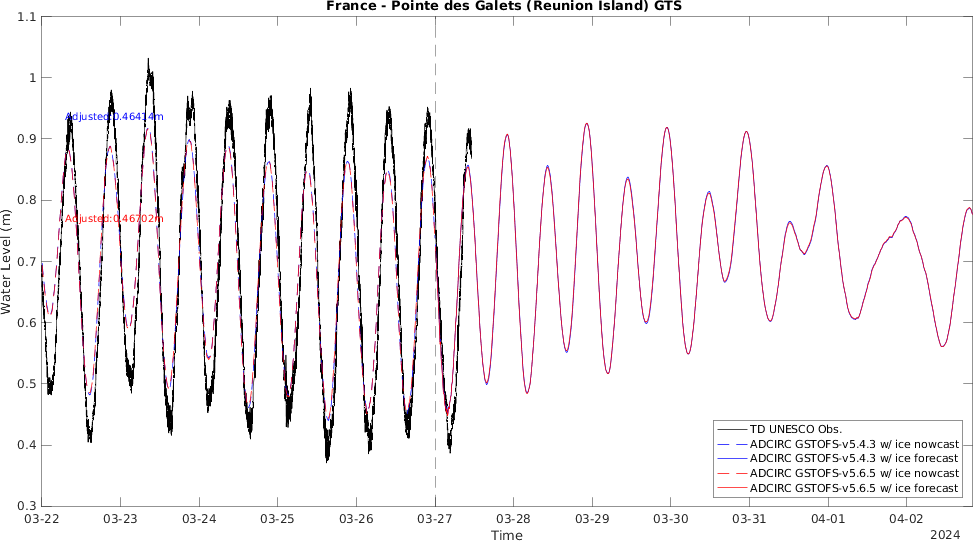 France - Pointe des Galets (Reunion Island) GTS
1.1
1
0.9
0.8
0.7
0.6
0.5
0.4
0.3
Water Level (m)
Adjusted:0.46414m
Adjusted:0.46702m
TD UNESCO Obs.
ADCIRC GSTOFS-v5.4.3 w/ ice nowcast
ADCIRC GSTOFS-v5.4.3 w/ ice forecast
ADCIRC GSTOFS-v5.6.5 w/ ice nowcast
ADCIRC GSTOFS-v5.6.5 w/ ice forecast
03-22 03-23 03-24 03-25 03-26 03-27 03-28 03-29 03-30 03-31 04-01 04-02
Time
2024